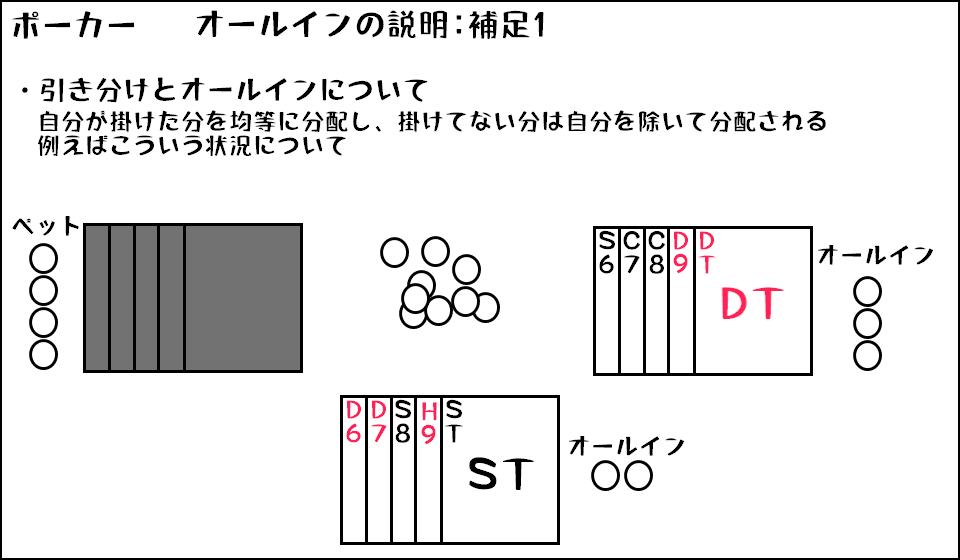 ポーカー　オールインの説明：補足1
・引き分けとオールインについて
自分が掛けた分を均等に分配し、掛けてない分は自分を除いて分配される
例えばこういう状況について
ベット
S6 C7 C8 D9 DT
DT
オールイン
D6 D7 S8 H9 ST
ST
オールイン